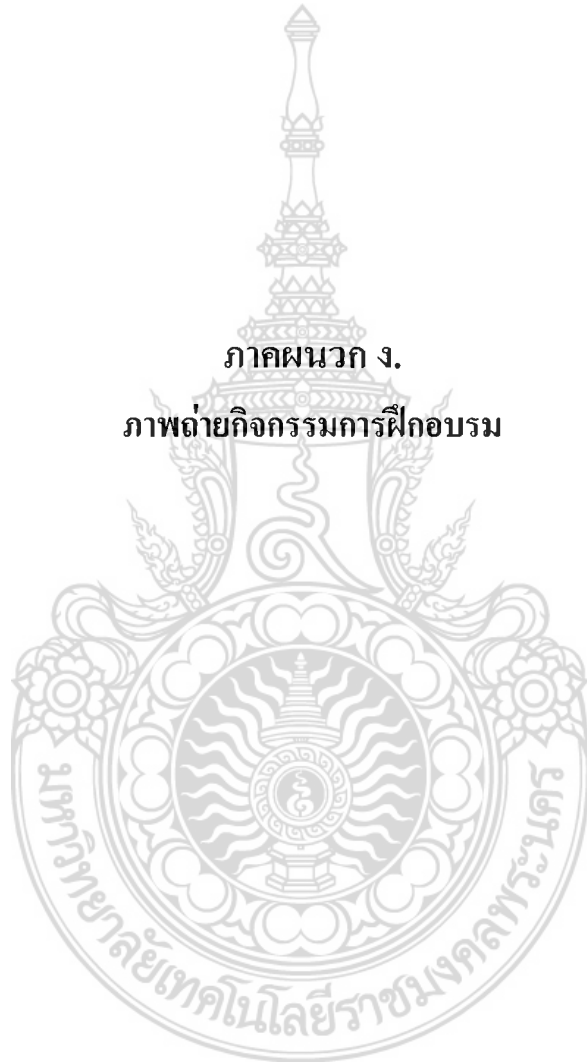 ภาคผนวก ง.
ภาพถ่ายกิจกรรมการฝึกอบรม
มหาวิทยาลัยเทคโนโลยีราชมงคลพระนคร